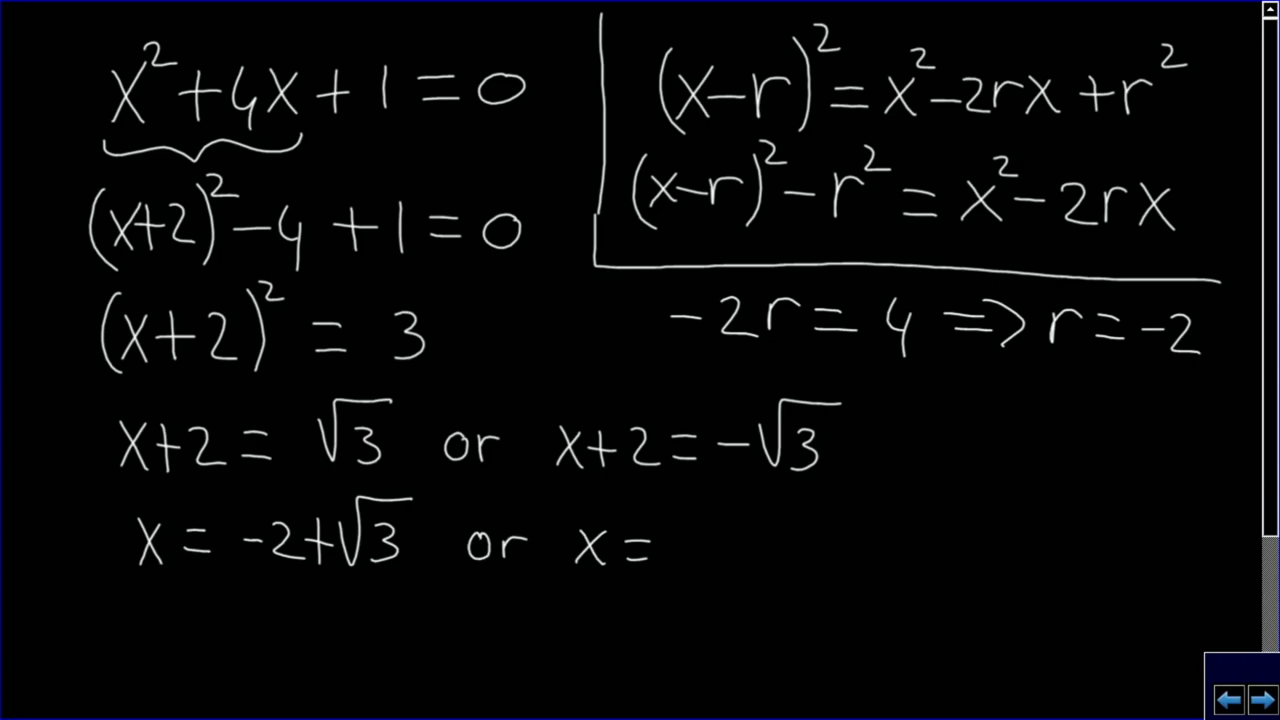 x² + 4x + 1 = 0
(x+2)² - 4 + 1 = 0
(x+2)² = 3
x+2 = √3 or x+2 = -√3
x = -2+√3 or x =
(x-r)² = x² - 2rx + r²
(x-r)² - r² = x² - 2rx
-2r = 4 => r = -2